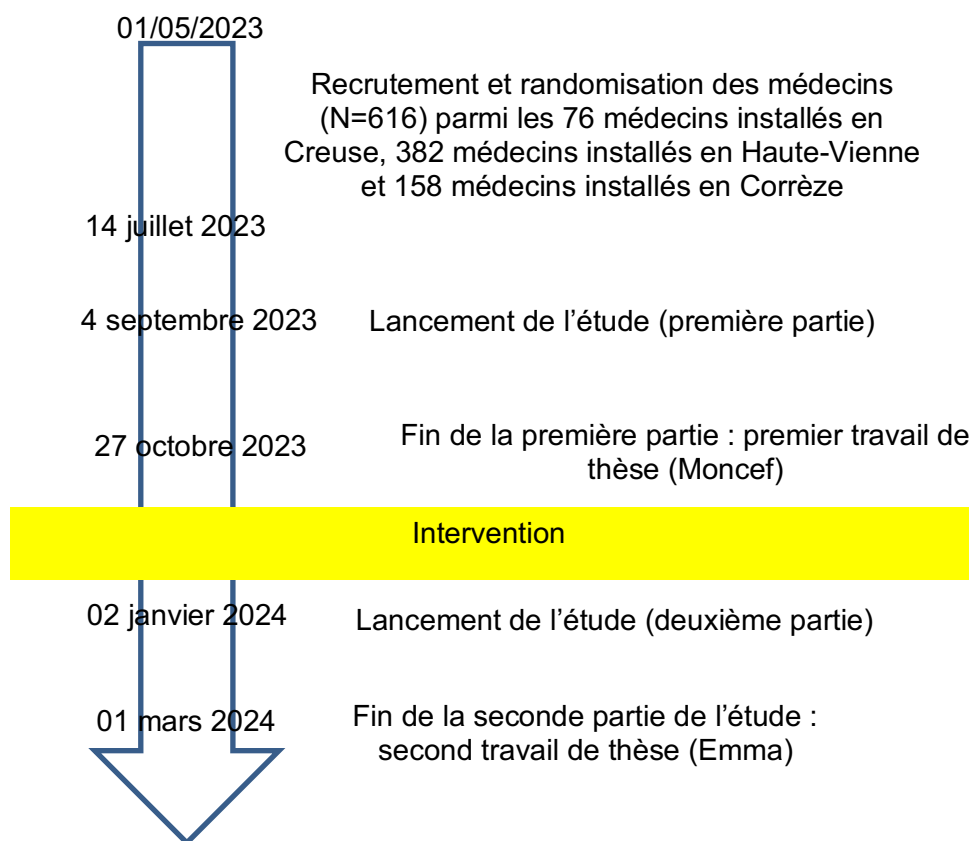 01/05/2023
Recrutement et randomisation des médecins
(N=616) parmi les 76 médecins installés en
Creuse, 382 médecins installés en Haute-Vienne
et 158 médecins installés en Corrèze
14 juillet 2023
4 septembre 2023
Lancement de l’étude (première partie)
27 octobre 2023
Fin de la première partie : premier travail de
thèse (Moncef)
Intervention
02 janvier 2024
Lancement de l’étude (deuxième partie)
01 mars 2024
Fin de la seconde partie de l’étude :
second travail de thèse (Emma)